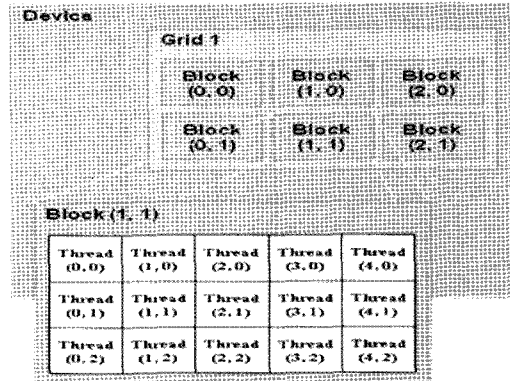 Device
Grid 1
Block Block Block
(0, 0) (1, 0) (2, 0)
Block Block Block
(0, 1) (1, 1) (2, 1)
Block (1, 1)
Thread Thread Thread Thread Thread
(0,0) (1,0) (2,0) (3,0) (4,0)
Thread Thread Thread Thread Thread
(0,1) (1,1) (2,1) (3,1) (4,1)
Thread Thread Thread Thread Thread
(0,2) (1,2) (2,2) (3,2) (4,2)